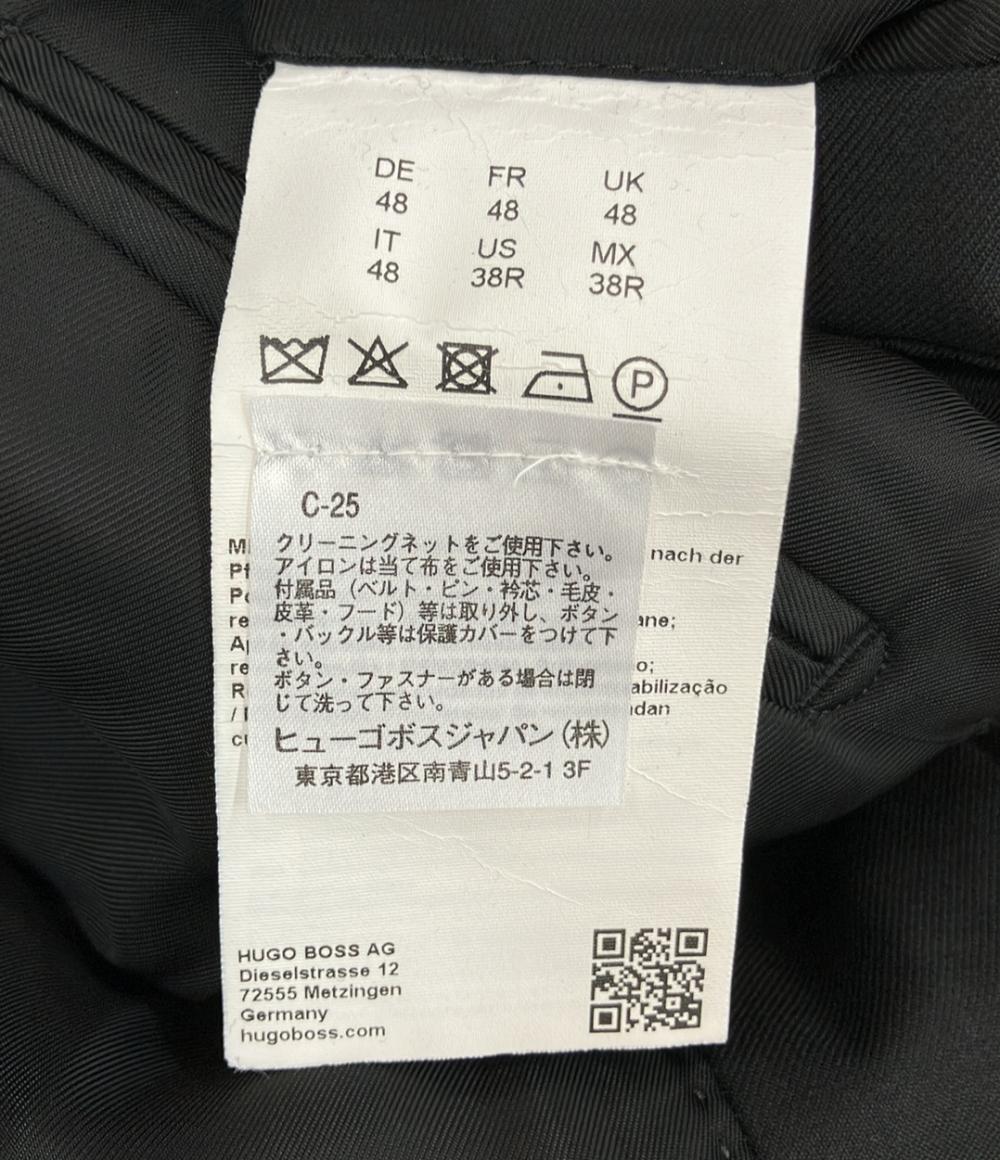 DE FR UK
48 48 48
IT US MX
48 38R 38R
P
C-25
クリーニングネットをご使用下さい。
アイロンは当て布をご使用下さい。
付属品（ベルト・ピン・衿芯・毛皮・
皮革・フード）等は取り外し、ボタン
・バックル等は保護カバーをつけて下
さい。
ボタン・ファスナーがある場合は閉
じて洗って下さい。
ヒューゴボスジャパン（株）
東京都港区南青山5-2-1 3F
nach der
HUGO BOSS AG
Dieselstrasse 12
72555 Metzingen
Germany
hugoboss.com